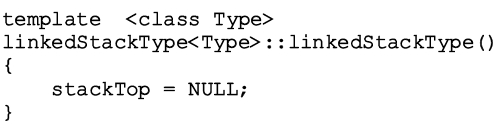 template  <class Type>
linkedStackType<Type>::linkedStackType()
{
    stackTop = NULL;
}